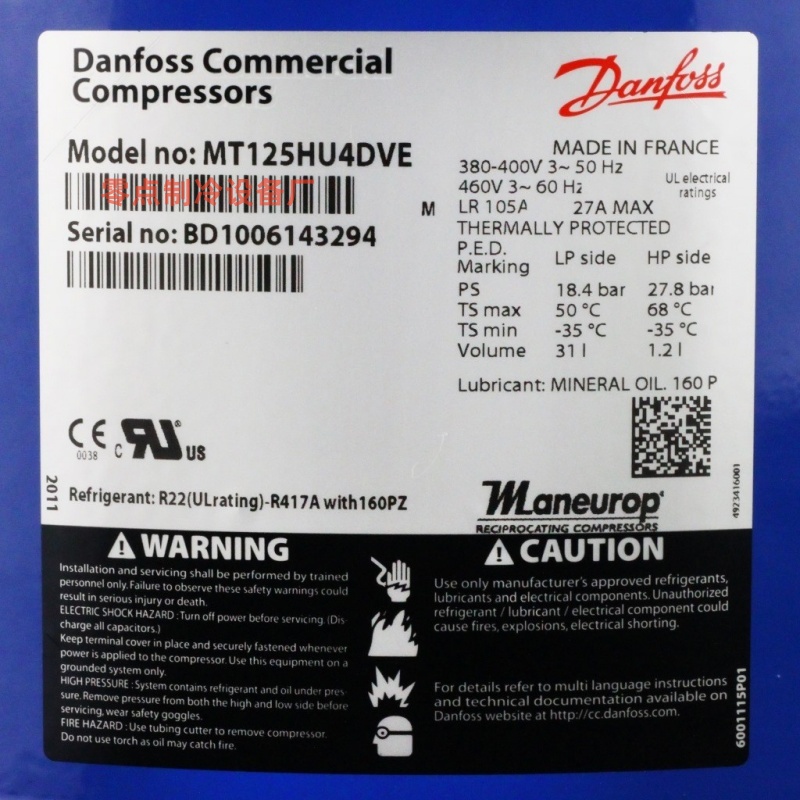 Danfoss Commercial
Compressors
Danfoss
Model no: MT125HU4DVE
零点制冷设备厂
Serial no: BD1006143294
MADE IN FRANCE
380-400V 3~ 50 Hz
460V 3~ 60 Hz
UL electrical
ratings
M LR 105A 27A MAX
THERMALLY PROTECTED
P.E.D.
Marking LP side HP side
PS 18.4 bar 27.8 bar
TS max 50 °C 68 °C
TS min -35 °C -35 °C
Volume 31 l 1.2 l
Lubricant: MINERAL OIL. 160 P
CE
0038
C RU® US
2011
Refrigerant: R22(ULrating)-R417A with160PZ
Maneurop®
RECIPROCATING COMPRESSORS
4923416001
WARNING
Installation and servicing shall be performed by trained
personnel only. Failure to observe these safety warnings could
result in serious injury or death.
ELECTRIC SHOCK HAZARD : Turn off power before servicing. (Dis-
charge all capacitors.)
Keep terminal cover in place and securely fastened whenever
power is applied to the compressor. Use this equipment on a
grounded system only.
HIGH PRESSURE : System contains refrigerant and oil under pres-
sure. Remove pressure from both the high and low side before
servicing, wear safety goggles.
FIRE HAZARD : Use tubing cutter to remove compressor.
Do not use torch as oil may catch fire.
CAUTION
Use only manufacturer's approved refrigerants,
lubricants and electrical components. Unauthorized
refrigerant / lubricant / electrical component could
cause fires, explosions, electrical shorting.
For details refer to multi language instructions
and technical documentation available on
Danfoss website at http://cc.danfoss.com.
6001115P01